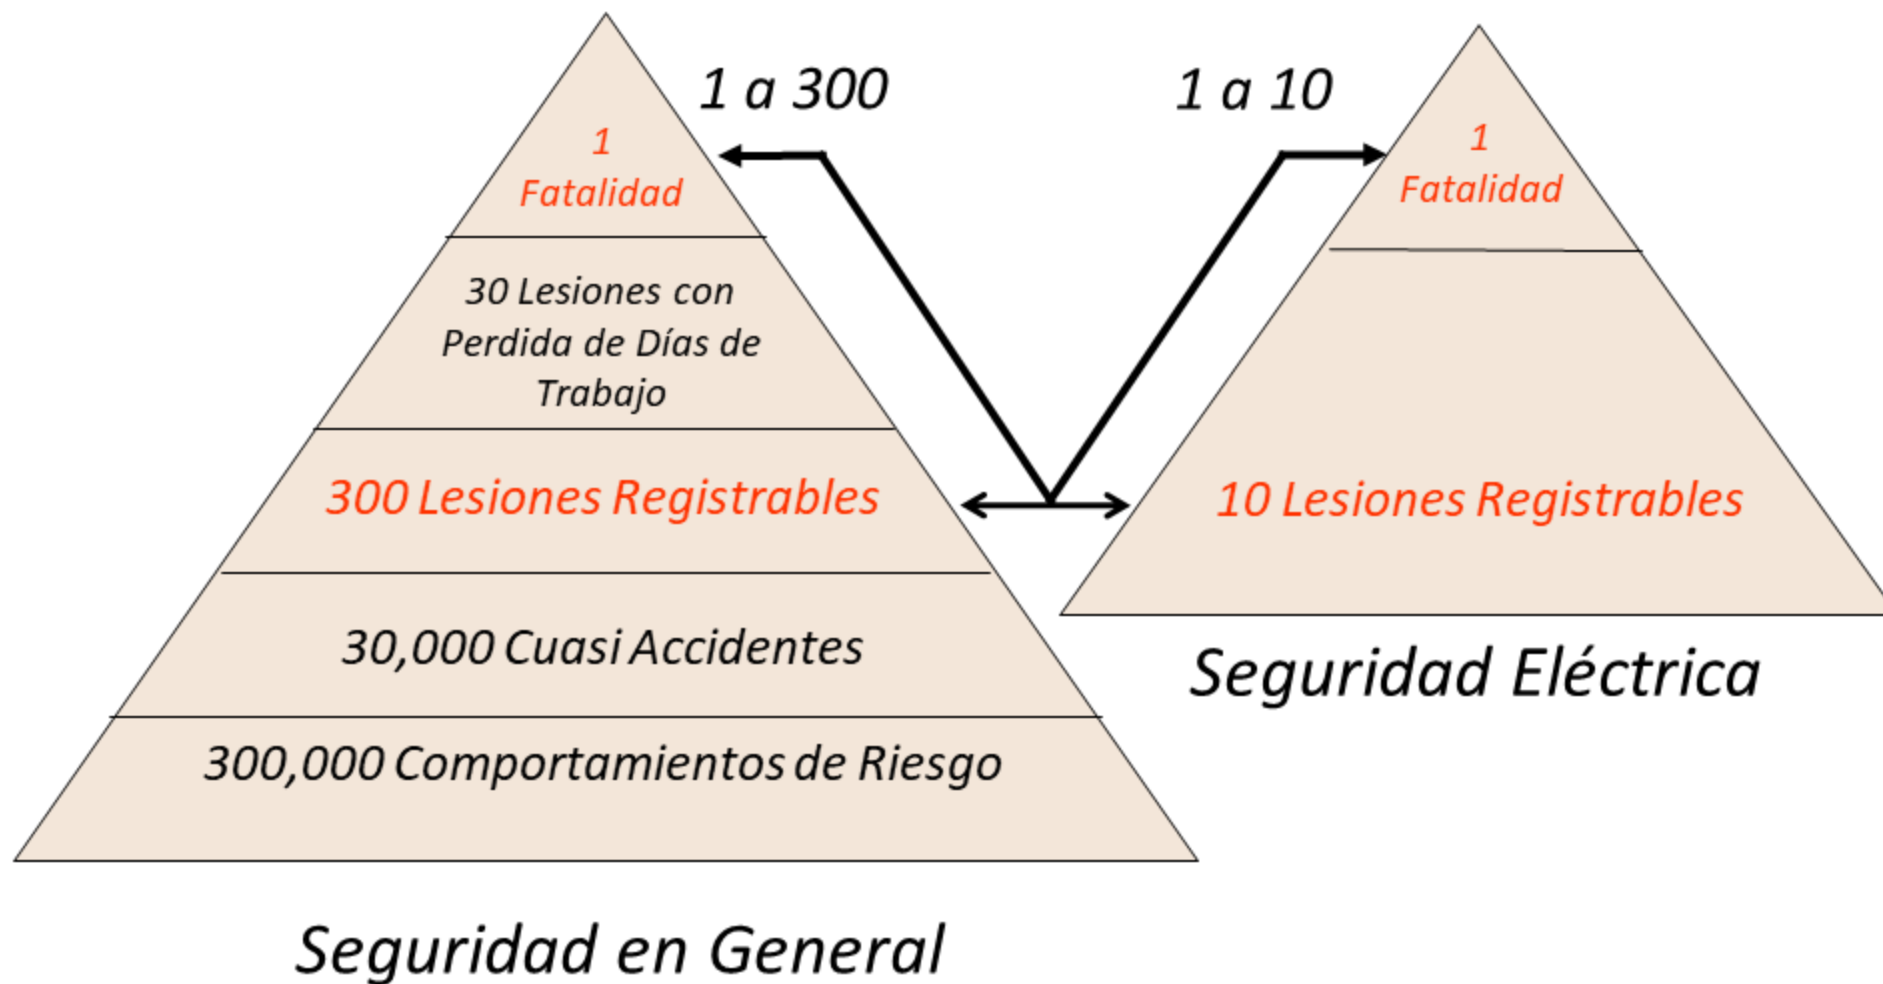 1 a 300
1 a 10
1
Fatalidad
30 Lesiones con
Perdida de Días de
Trabajo
300 Lesiones Registrables
30,000 Cuasi Accidentes
300,000 Comportamientos de Riesgo
Seguridad en General
1
Fatalidad
10 Lesiones Registrables
Seguridad Eléctrica